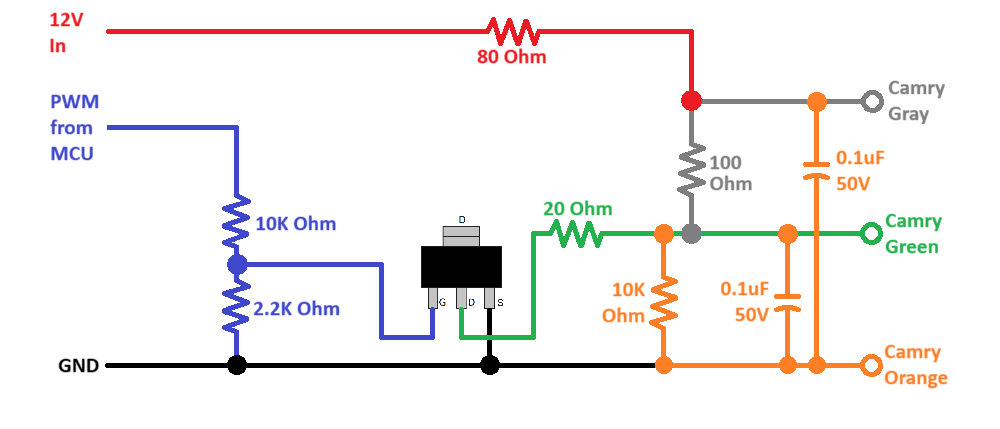 12V
In
80 Ohm
PWM
from
MCU
Camry
Gray
100
Ohm
0.1uF
50V
10K Ohm
D
20 Ohm
Camry
Green
2.2K Ohm
G
D
S
10K
Ohm
0.1uF
50V
GND
Camry
Orange